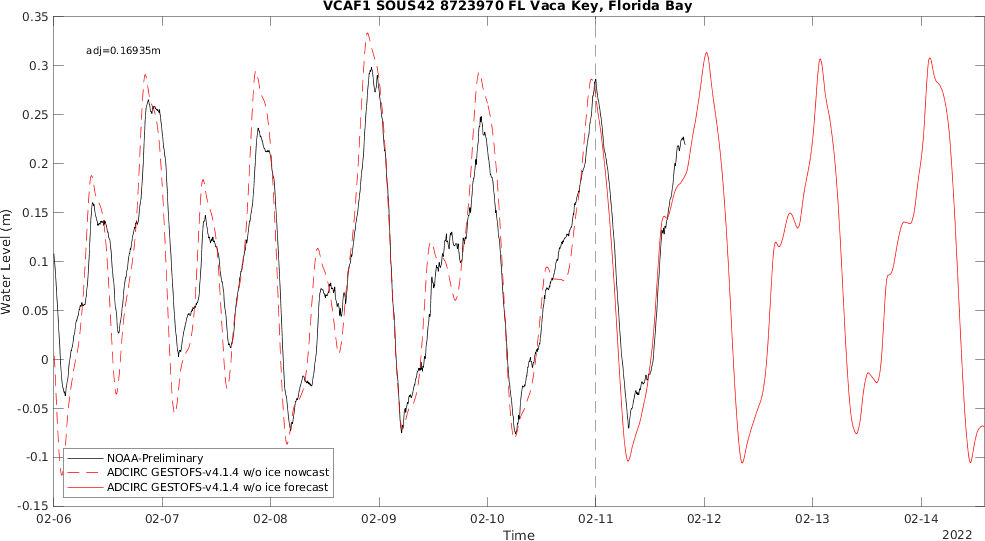 VCAF1 SOUS42 8723970 FL Vaca Key, Florida Bay
0.35
0.3
0.25
0.2
0.15
0.1
0.05
0
-0.05
-0.1
-0.15
Water Level (m)
adj=0.16935m
NOAA-Preliminary
ADCIRC GESTOFS-v4.1.4 w/o ice nowcast
ADCIRC GESTOFS-v4.1.4 w/o ice forecast
02-06 02-07 02-08 02-09 02-10 02-11 02-12 02-13 02-14
Time
2022